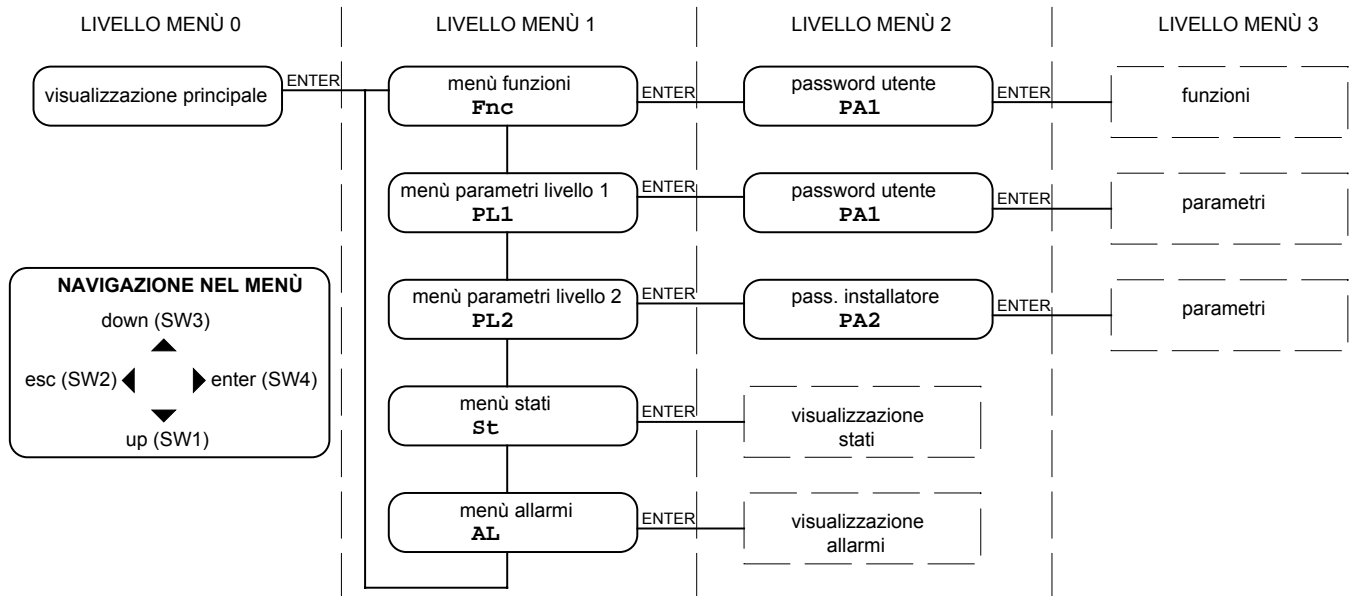 LIVELLO MENÙ 0
LIVELLO MENÙ 1
LIVELLO MENÙ 2
LIVELLO MENÙ 3
visualizzazione principale
ENTER
menù funzioni
Fnc
ENTER
password utente
PA1
ENTER
funzioni
menù parametri livello 1
PL1
ENTER
password utente
PA1
ENTER
parametri
menù parametri livello 2
PL2
ENTER
pass. installatore
PA2
ENTER
parametri
NAVIGAZIONE NEL MENÙ
down (SW3)
esc (SW2)
enter (SW4)
up (SW1)
menù stati
St
ENTER
visualizzazione
stati
menù allarmi
AL
ENTER
visualizzazione
allarmi